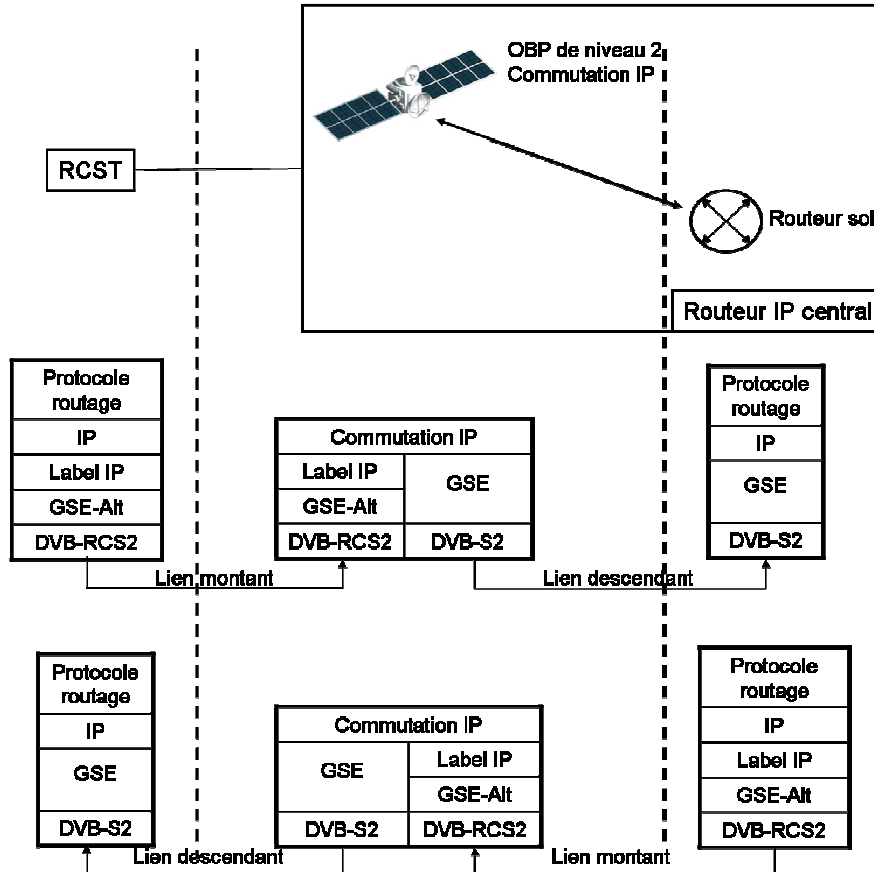 OBP de niveau 2
Commutation IP
RCST
Routeur sol
Routeur IP central
Protocole
routage
IP
Label IP
GSE-Alt
DVB-RCS2
Commutation IP
Label IP
GSE-Alt
DVB-RCS2
GSE
DVB-S2
Protocole
routage
IP
GSE
DVB-S2
Lien montant
Lien descendant
Protocole
routage
IP
GSE
DVB-S2
Commutation IP
GSE
DVB-S2
Label IP
GSE-Alt
DVB-RCS2
Protocole
routage
IP
Label IP
GSE-Alt
DVB-RCS2
Lien descendant
Lien montant